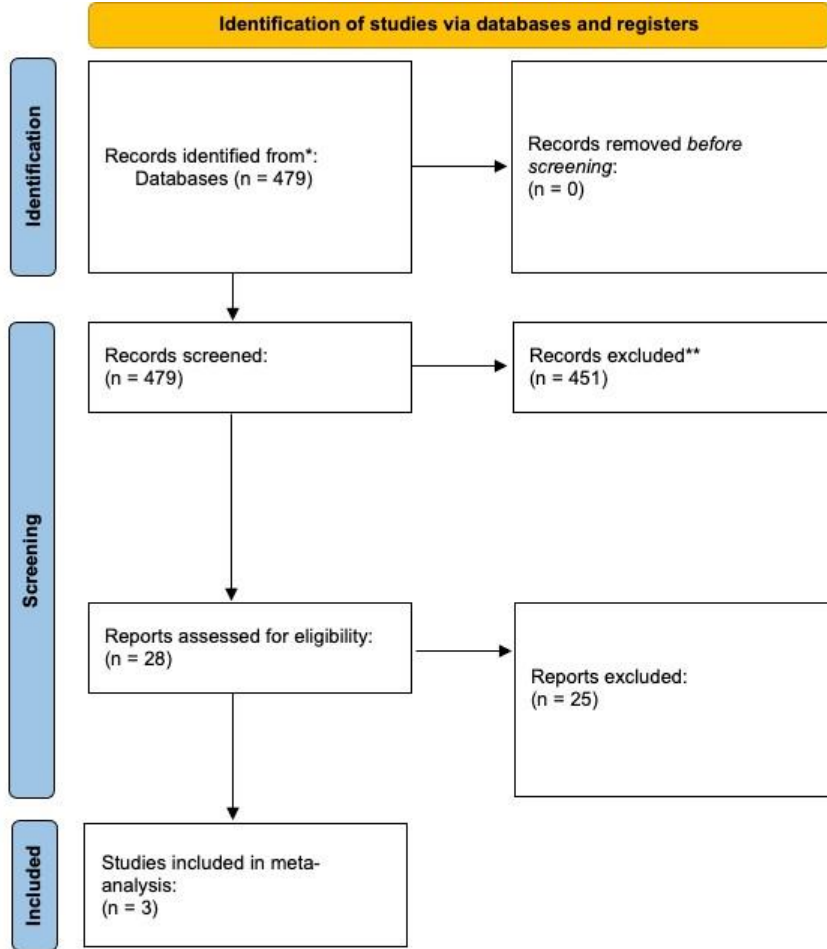 Identification of studies via databases and registers
Identification
Records identified from*:
Databases (n = 479)
Records removed before
screening:
(n = 0)
Screening
Records screened:
(n = 479)
Records excluded**
(n = 451)
Reports assessed for eligibility:
(n = 28)
Reports excluded:
(n = 25)
Included
Studies included in meta-
analysis:
(n = 3)